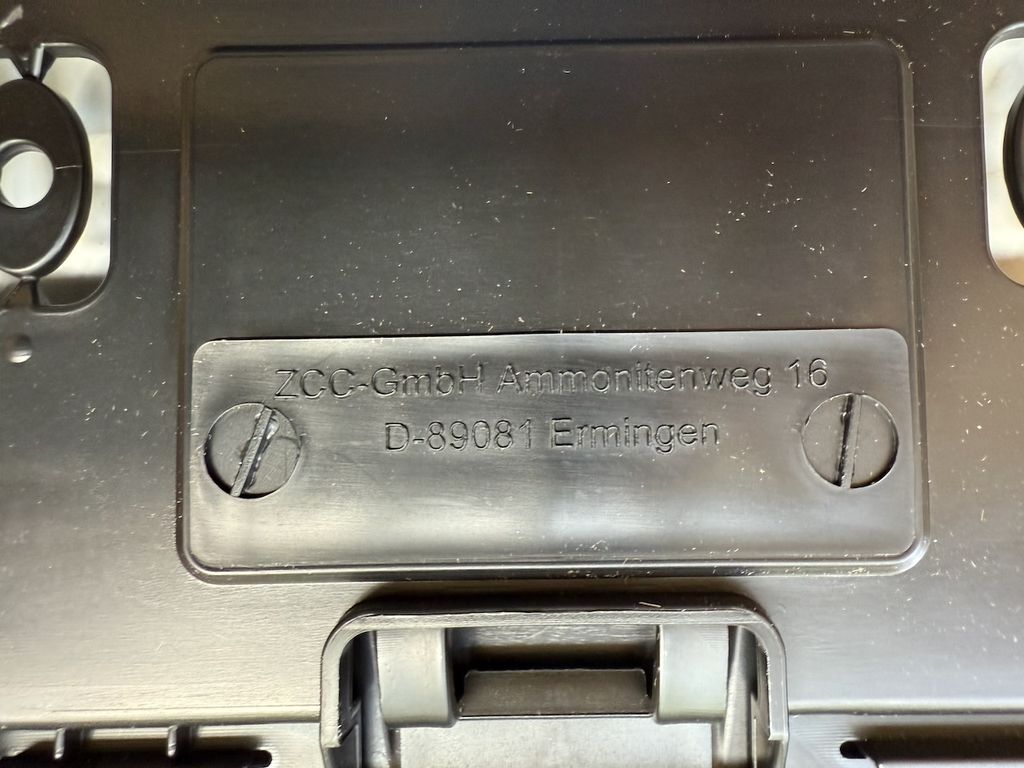 ZCC-GmbH Ammonitenweg 16
D-89081 Ermingen